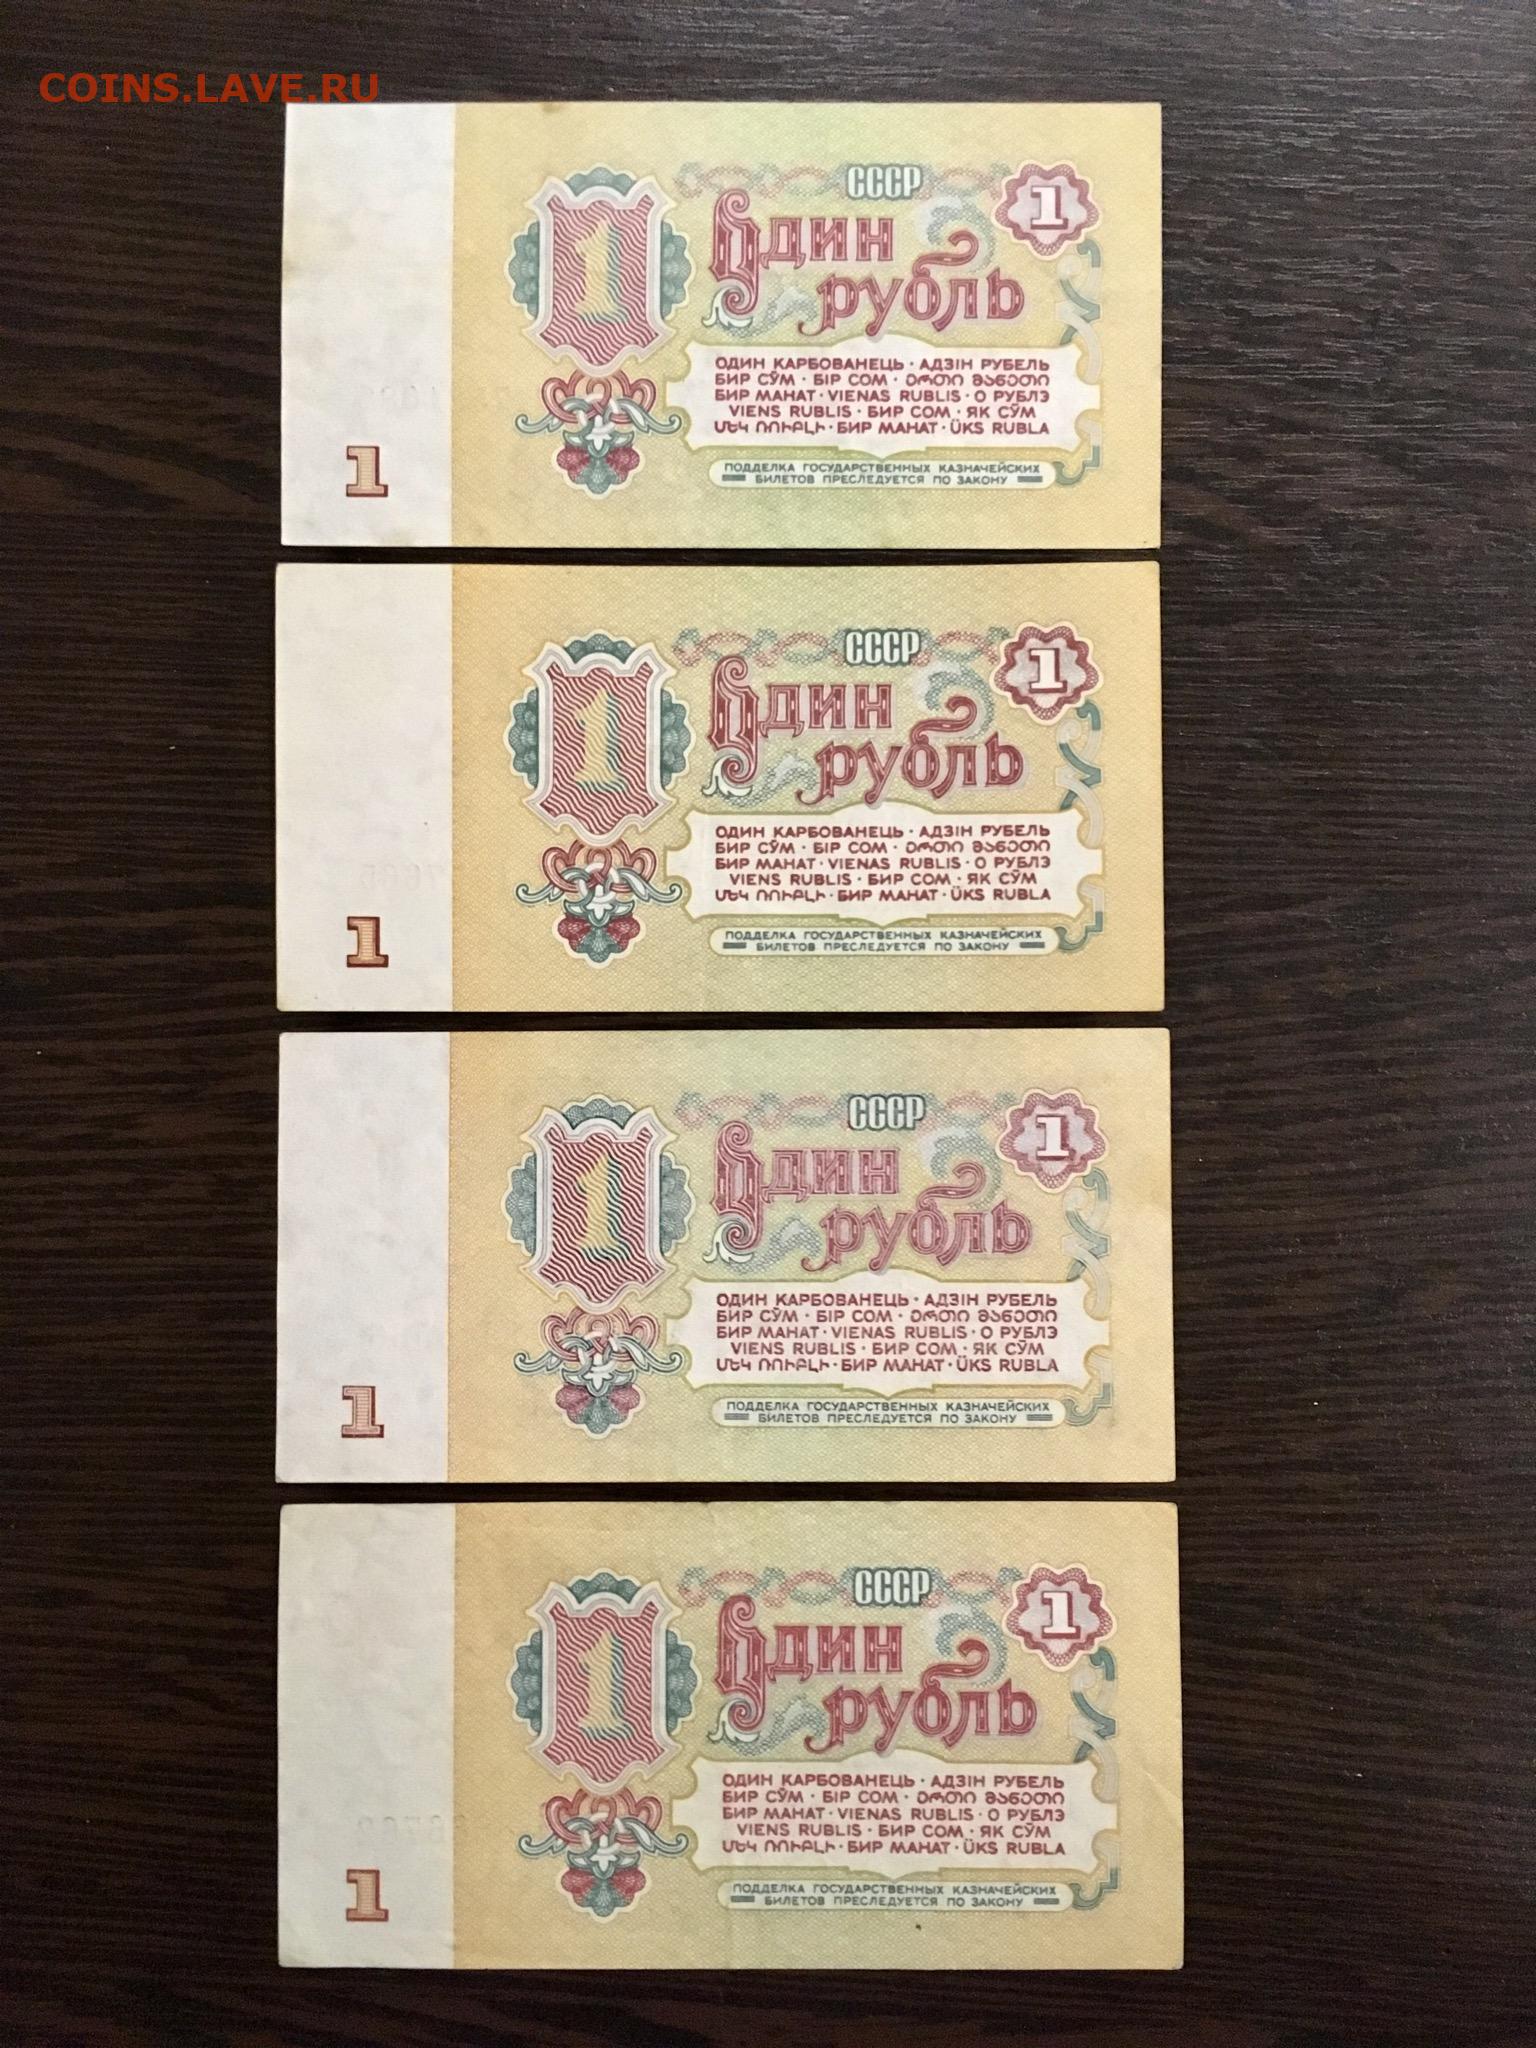 COINS.LAVE.RU
СССР
1
1
Один
рубль
ОДИН КАРБОВАНЕЦЬ · АДЗІН РУБЕЛЬ
БИР СЎМ · БІР СОМ · ᲔᲠᲗᲘ ᲛᲐᲜᲔᲗᲘ
БИР МАНАТ · VIENAS RUBLIS · О РУБЛЭ
VIENS RUBLIS · БИР СОМ · ЯК СӮМ
ՄԵԿ ՌՈՒԲԼԻ · БИР МАНАТ · ÜKS RUBLA
1
ПОДДЕЛКА ГОСУДАРСТВЕННЫХ КАЗНАЧЕЙСКИХ
БИЛЕТОВ ПРЕСЛЕДУЕТСЯ ПО ЗАКОНУ
СССР
1
1
Один
рубль
ОДИН КАРБОВАНЕЦЬ · АДЗІН РУБЕЛЬ
БИР СЎМ · БІР СОМ · ᲔᲠᲗᲘ ᲛᲐᲜᲔᲗᲘ
БИР МАНАТ · VIENAS RUBLIS · О РУБЛЭ
VIENS RUBLIS · БИР СОМ · ЯК СӮМ
ՄԵԿ ՌՈՒԲԼԻ · БИР МАНАТ · ÜKS RUBLA
1
ПОДДЕЛКА ГОСУДАРСТВЕННЫХ КАЗНАЧЕЙСКИХ
БИЛЕТОВ ПРЕСЛЕДУЕТСЯ ПО ЗАКОНУ
СССР
1
1
Один
рубль
ОДИН КАРБОВАНЕЦЬ · АДЗІН РУБЕЛЬ
БИР СЎМ · БІР СОМ · ᲔᲠᲗᲘ ᲛᲐᲜᲔᲗᲘ
БИР МАНАТ · VIENAS RUBLIS · О РУБЛЭ
VIENS RUBLIS · БИР СОМ · ЯК СӮМ
ՄԵԿ ՌՈՒԲԼԻ · БИР МАНАТ · ÜKS RUBLA
1
ПОДДЕЛКА ГОСУДАРСТВЕННЫХ КАЗНАЧЕЙСКИХ
БИЛЕТОВ ПРЕСЛЕДУЕТСЯ ПО ЗАКОНУ
СССР
1
1
Один
рубль
ОДИН КАРБОВАНЕЦЬ · АДЗІН РУБЕЛЬ
БИР СЎМ · БІР СОМ · ᲔᲠᲗᲘ ᲛᲐᲜᲔᲗᲘ
БИР МАНАТ · VIENAS RUBLIS · О РУБЛЭ
VIENS RUBLIS · БИР СОМ · ЯК СӮМ
ՄԵԿ ՌՈՒԲԼԻ · БИР МАНАТ · ÜKS RUBLA
1
ПОДДЕЛКА ГОСУДАРСТВЕННЫХ КАЗНАЧЕЙСКИХ
БИЛЕТОВ ПРЕСЛЕДУЕТСЯ ПО ЗАКОНУ